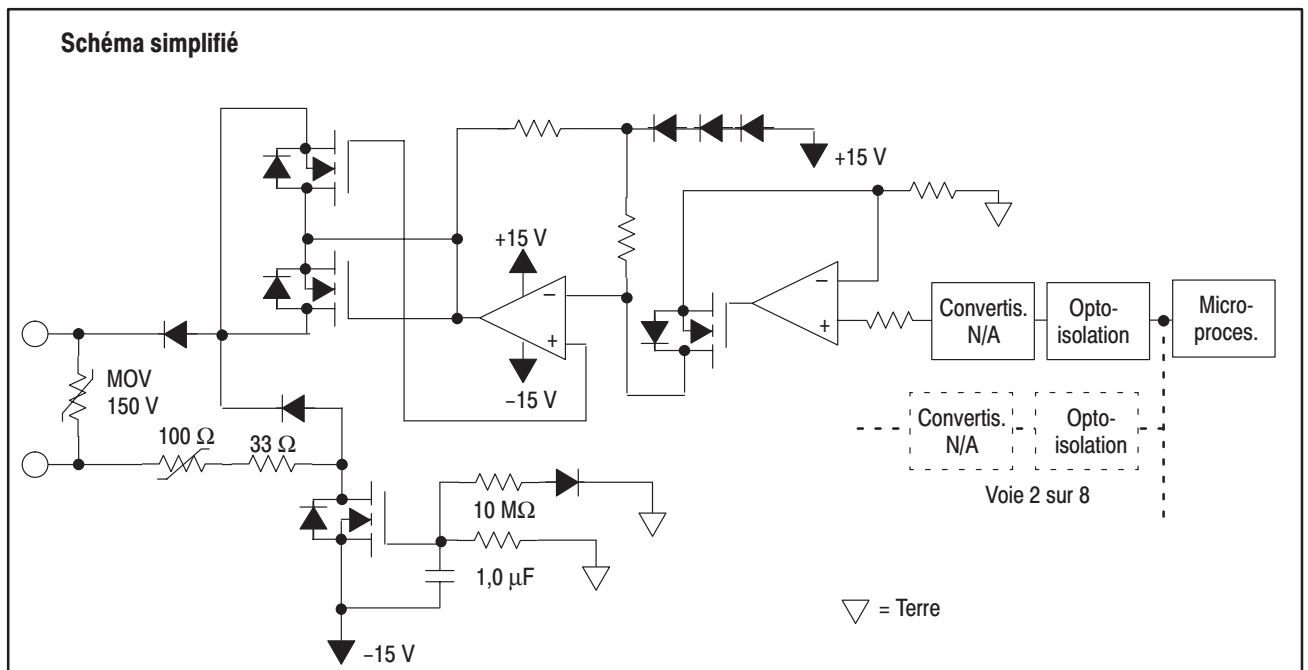 Schéma simplifié
+15 V
+15 V
−
+
−15 V
−
+
Convertis.
N/A
Opto-
isolation
Micro-
proces.
MOV
150 V
100 Ω
33 Ω
Convertis.
N/A
Opto-
isolation
Voie 2 sur 8
10 MΩ
1,0 µF
= Terre
−15 V